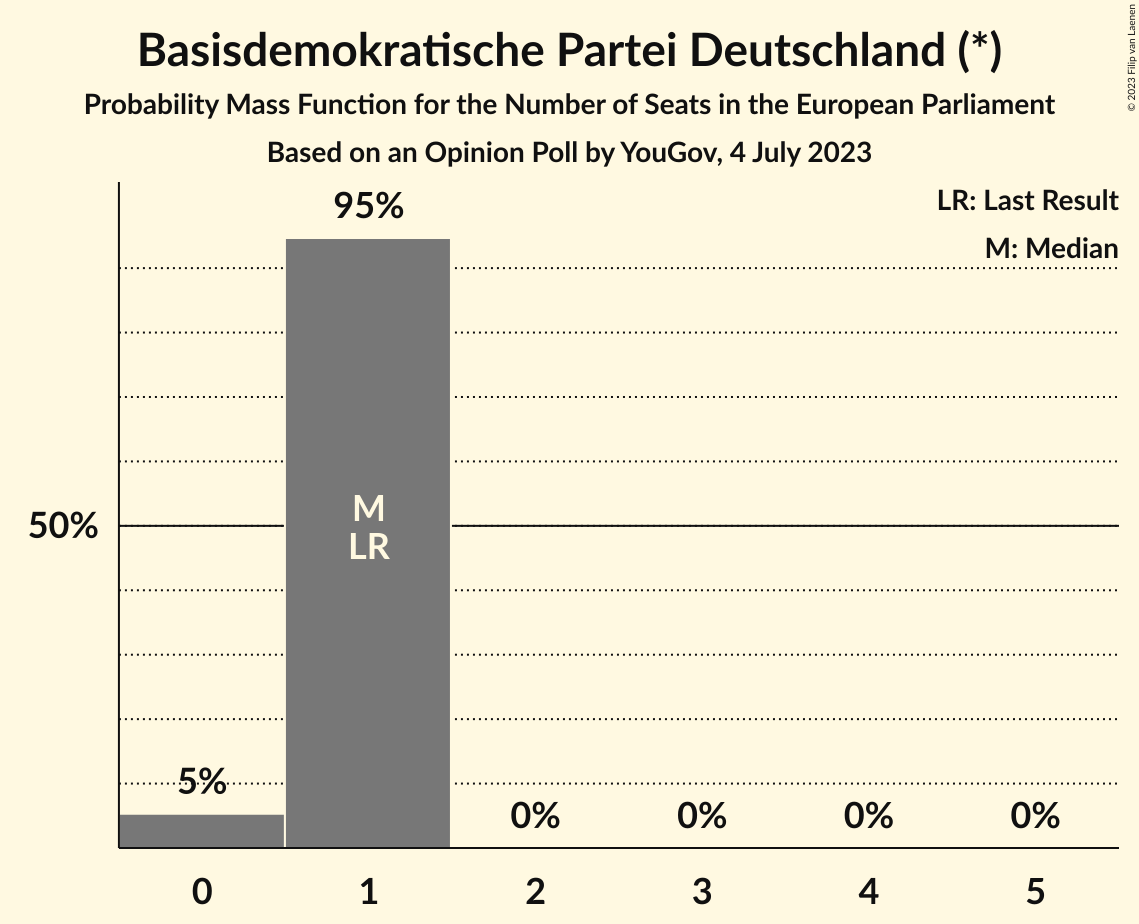 Basisdemokratische Partei Deutschland (*)
Probability Mass Function for the Number of Seats in the European Parliament
Based on an Opinion Poll by YouGov, 4 July 2023
© 2023 Filip van Laenen
LR: Last Result
M: Median
95%
50%
M
LR
5%
0%
0%
0%
0%
0
1
2
3
4
5